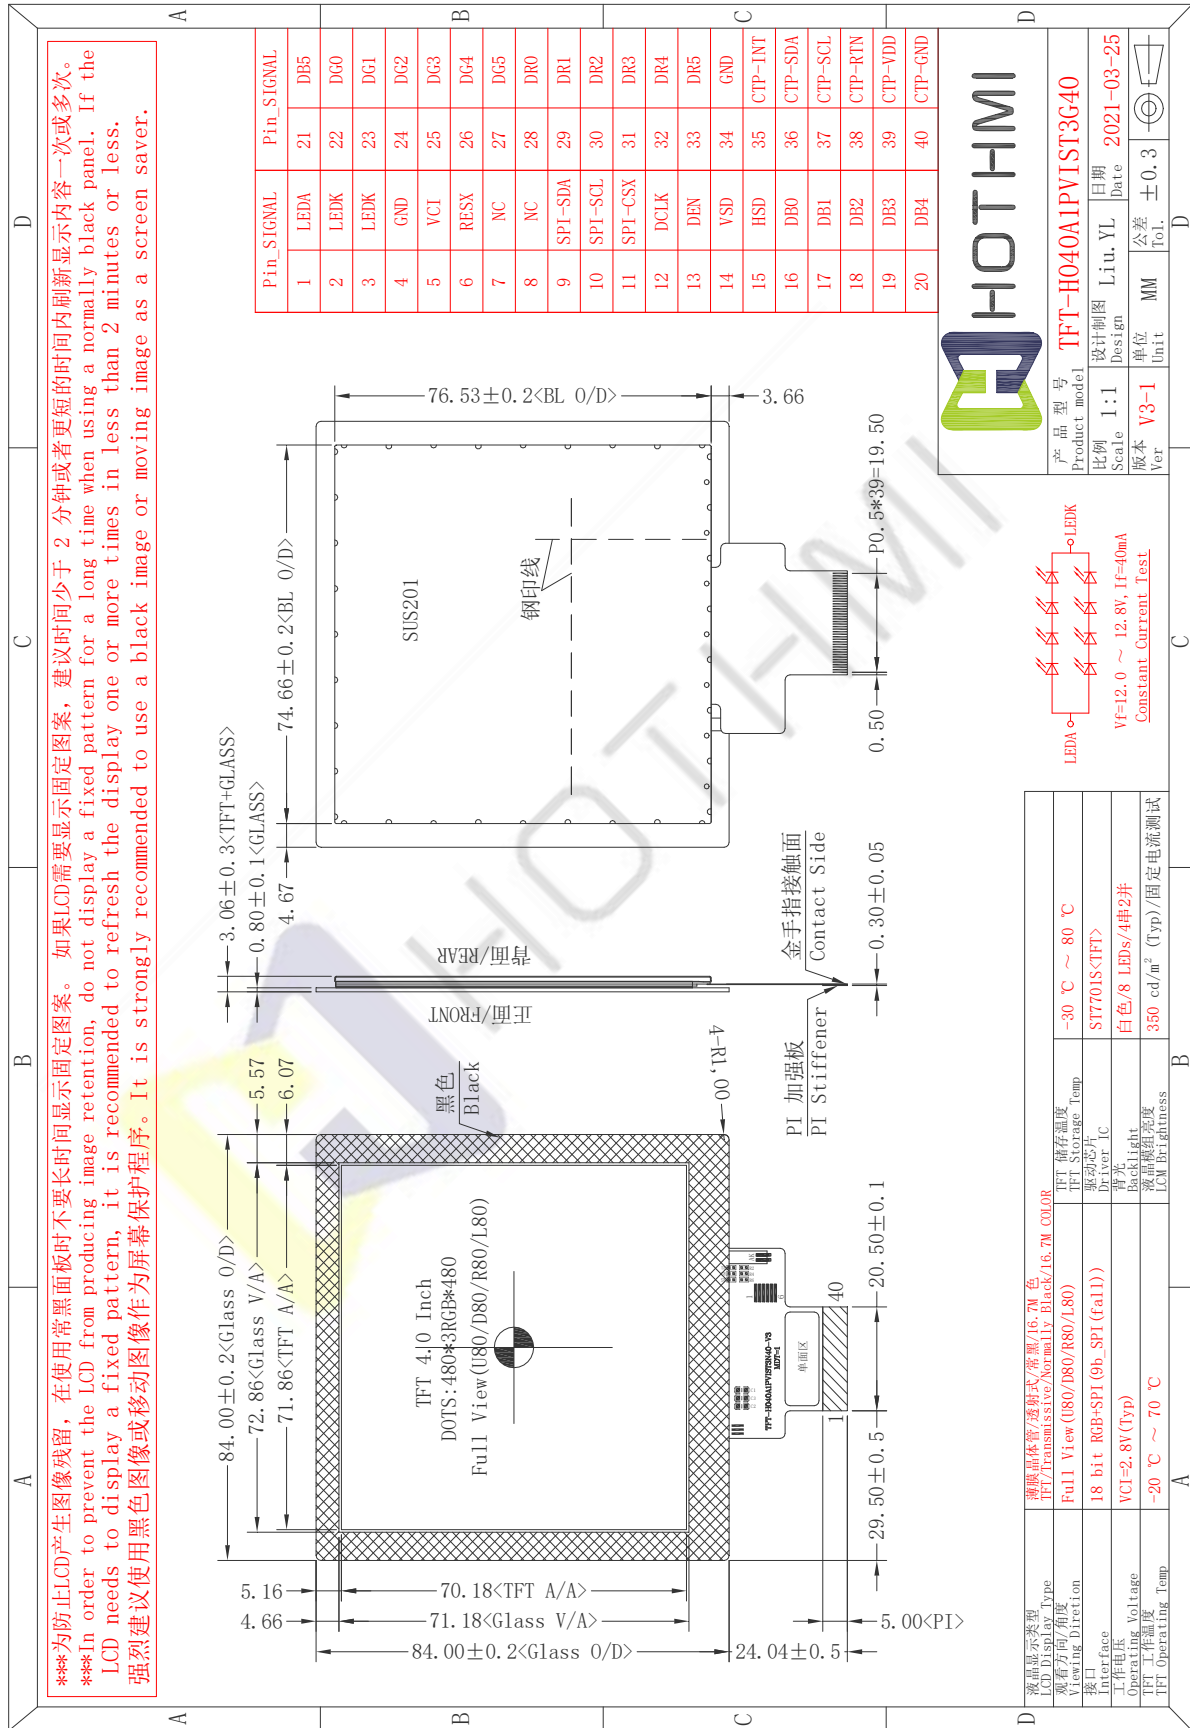 ***为防止LCD产生图像残留，在使用常黑面板时不要长时间显示固定图案。 如果LCD需要显示固定图案，建议时间少于 2 分钟或者更短的时间内刷新显示内容一次或多次。
***In order to prevent the LCD from producing image retention, do not display a fixed pattern for a long time when using a normally black panel. If the
LCD needs to display a fixed pattern, it is recommended to refresh the display one or more times in less than 2 minutes or less.
强烈建议使用黑色图像或移动图像作为屏幕保护程序。It is strongly recommended to use a black image or moving image as a screen saver.
A B C D
A B C D
A B C D
A B C D
84.00±0.2<Glass O/D>
72.86<Glass V/A>
71.86<TFT A/A>
5.57
6.07
5.16
4.66
70.18<TFT A/A>
71.18<Glass V/A>
84.00±0.2<Glass O/D>
24.04±0.5
5.00<PI>
TFT 4.0 Inch
DOTS:480*3RGB*480
Full View(U80/D80/R80/L80)
黑色
Black
4-R1,00
TFT-H040A1PVIST3N40-V3
MDT-1
单面区
1
40
29.50±0.5
20.50±0.1
PI 加强板
PI Stiffener
3.06±0.3<TFT+GLASS>
0.80±0.1<GLASS>
4.67
正面/FRONT
背面/REAR
金手指接触面
Contact Side
0.30±0.05
74.66±0.2<BL O/D>
76.53±0.2<BL O/D>
3.66
SUS201
钢印线
0.50
P0.5*39=19.50
Pin_SIGNAL Pin_SIGNAL
1 LEDA 21 DB5
2 LEDK 22 DG0
3 LEDK 23 DG1
4 GND 24 DG2
5 VCI 25 DG3
6 RESX 26 DG4
7 NC 27 DG5
8 NC 28 DR0
9 SPI-SDA 29 DR1
10 SPI-SCL 30 DR2
11 SPI-CSX 31 DR3
12 DCLK 32 DR4
13 DEN 33 DR5
14 VSD 34 GND
15 HSD 35 CTP-INT
16 DB0 36 CTP-SDA
17 DB1 37 CTP-SCL
18 DB2 38 CTP-RTN
19 DB3 39 CTP-VDD
20 DB4 40 CTP-GND
液晶显示类型
LCD Display Type
薄膜晶体管/透射式/常黑/16.7M 色
TFT/Transmissive/Normally Black/16.7M COLOR
观看方向/角度
Viewing Diretion
Full View(U80/D80/R80/L80)
TFT 储存温度
TFT Storage Temp
-30 ℃ ～ 80 ℃
接口
Interface
18 bit RGB+SPI(9b_SPI(fall))
驱动芯片
Driver IC
ST7701S<TFT>
工作电压
Operating Voltage
VCI=2.8V(Typ)
背光
Backlight
白色/8 LEDs/4串2并
TFT 工作温度
TFT Operating Temp
-20 ℃ ～ 70 ℃
液晶模组亮度
LCM Brightness
350 cd/m² (Typ)/固定电流测试
LEDA
LEDK
Vf=12.0 ～ 12.8V, If=40mA
Constant Current Test
HOTHMI
产 品 型 号
Product model
TFT-H040A1PVIST3G40
比例
Scale
1:1
设计制图
Design
Liu.YL
日期
Date
2021-03-25
版本
Ver
V3-1
单位
Unit
MM
公差
Tol.
±0.3
HOTHMI